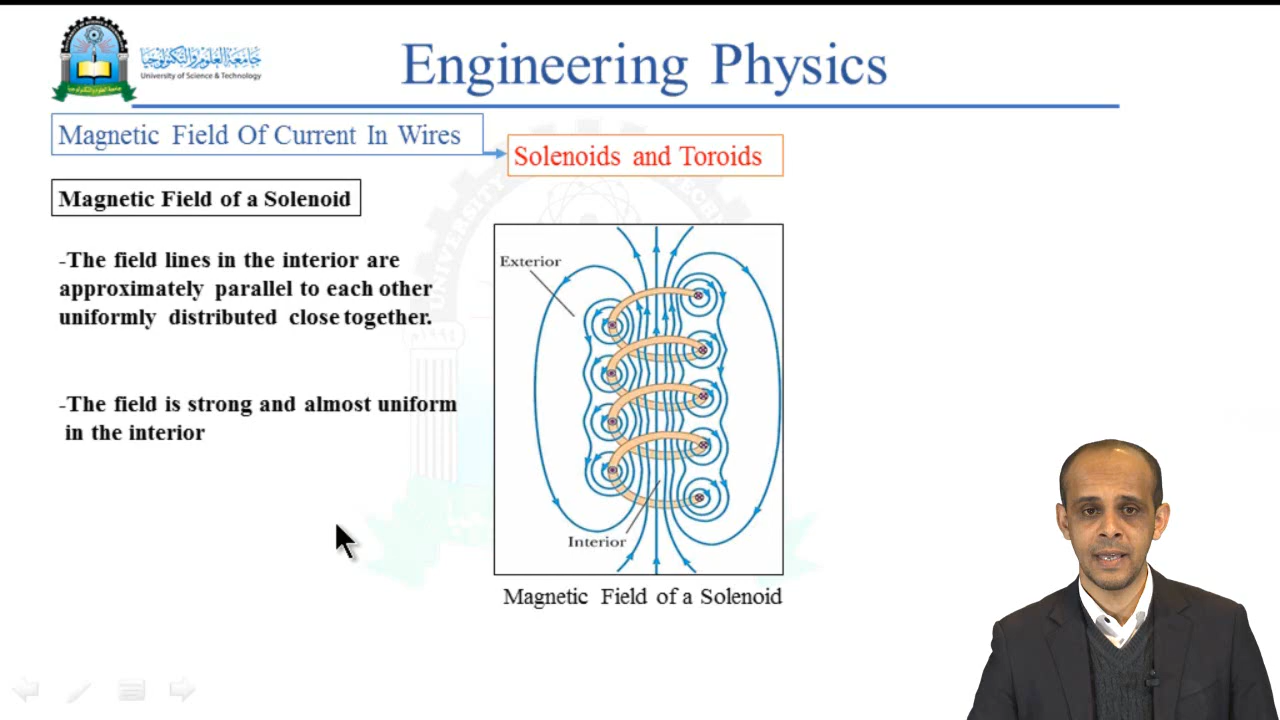 جامعة العلوم والتكنولوجيا
University of Science & Technology
Engineering Physics
Magnetic Field Of Current In Wires
Solenoids and Toroids
Magnetic Field of a Solenoid
-The field lines in the interior are
approximately parallel to each other
uniformly distributed close together.
-The field is strong and almost uniform
in the interior
Exterior
Interior
Magnetic Field of a Solenoid